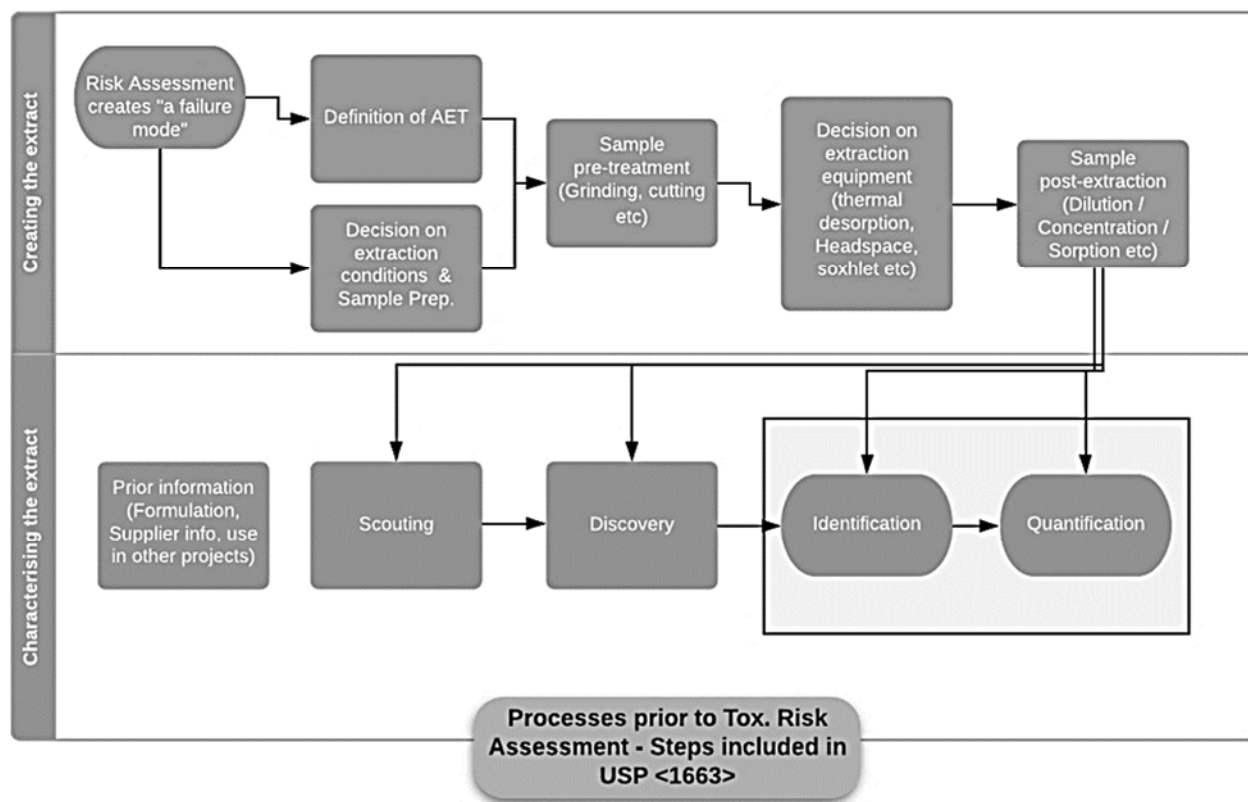 Creating the extract
Risk Assessment
creates "a failure
mode"
Definition of AET
Decision on
extraction
conditions &
Sample Prep.
Sample
pre-treatment
(Grinding, cutting
etc)
Decision on
extraction
equipment
(thermal
desorption,
Headspace,
soxhlet etc)
Sample
post-extraction
(Dilution /
Concentration /
Sorption etc)
Characterising the extract
Prior information
(Formulation,
Supplier info, use
in other projects)
Scouting
Discovery
Identification
Quantification
Processes prior to Tox. Risk
Assessment - Steps included in
USP <1663>